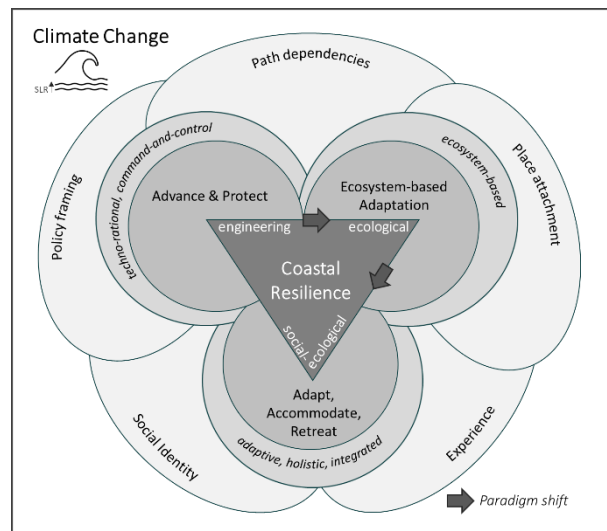 Climate Change
SLR
Path dependencies
Policy framing
Place attachment
techno-rational, command-and-control
ecosystem-based
Advance & Protect
Ecosystem-based
Adaptation
engineering
ecological
Coastal
Resilience
social-
ecological
Adapt,
Accommodate,
Retreat
adaptive, holistic, integrated
Social Identity
Experience
Paradigm shift